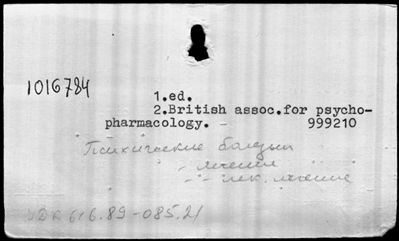 1016784
1.ed.
2.British assoc.for psycho-
pharmacology. 999210
Психические болезни
- лечение
- " - лек. лечение
УДК 616.89-085.21